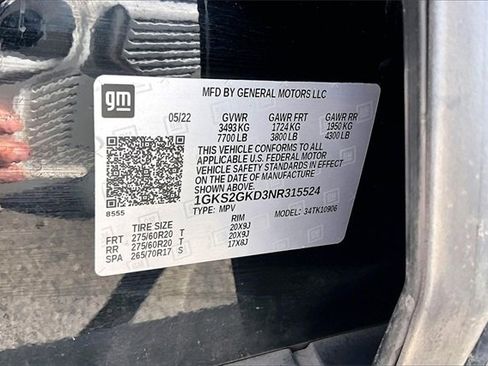 gm
MFD BY GENERAL MOTORS LLC
05/22 GVWR GAWR FRT GAWR RR
3493 KG 1724 KG 1950 KG
7700 LB 3800 LB 4300 LB
THIS VEHICLE CONFORMS TO ALL
APPLICABLE U.S. FEDERAL MOTOR
VEHICLE SAFETY STANDARDS IN EFFECT
ON THE DATE OF MANUFACTURE SHOWN
ABOVE.
1GKS2GKD3NR315524
8555
TYPE: MPV MODEL: 34TK10906
TIRE SIZE RIM
FRT 275/60R20 T 20X9J
RR 275/60R20 T 20X9J
SPA 265/70R17 S 17X8J